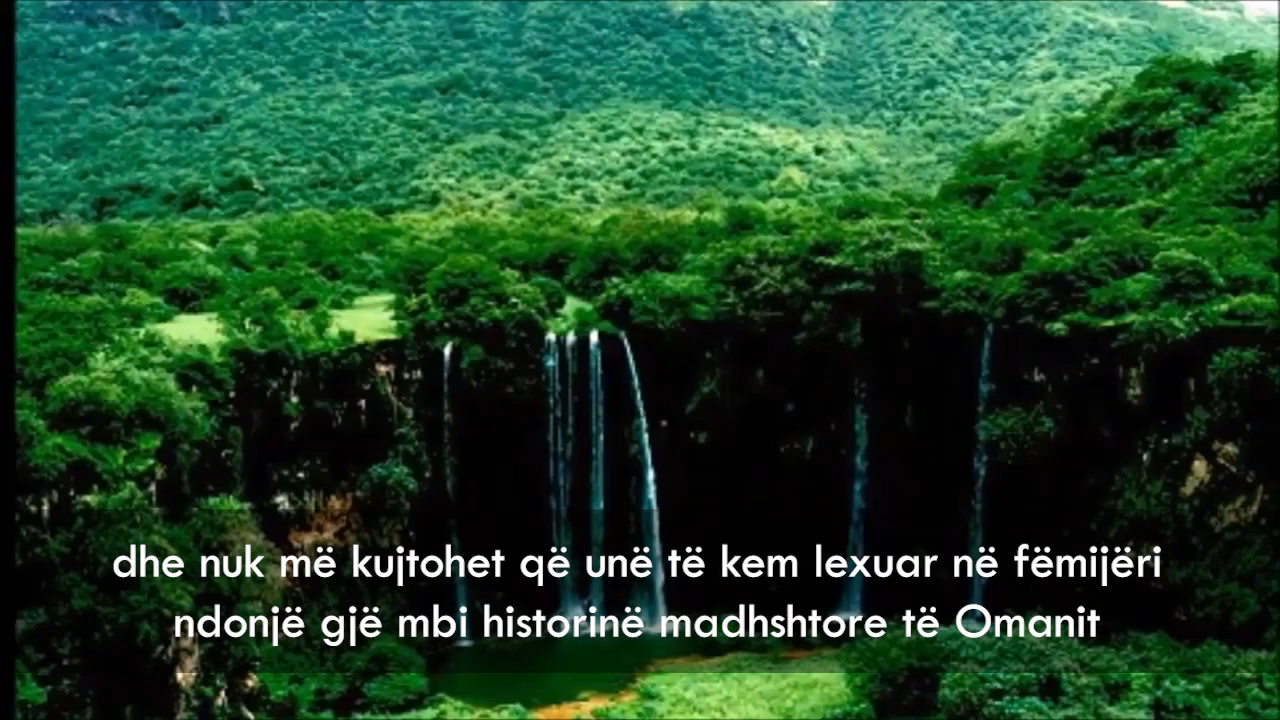 dhe nuk më kujtohet që unë të kem lexuar në fëmijëri
ndonjë gjë mbi historinë madhshtore të Omanit